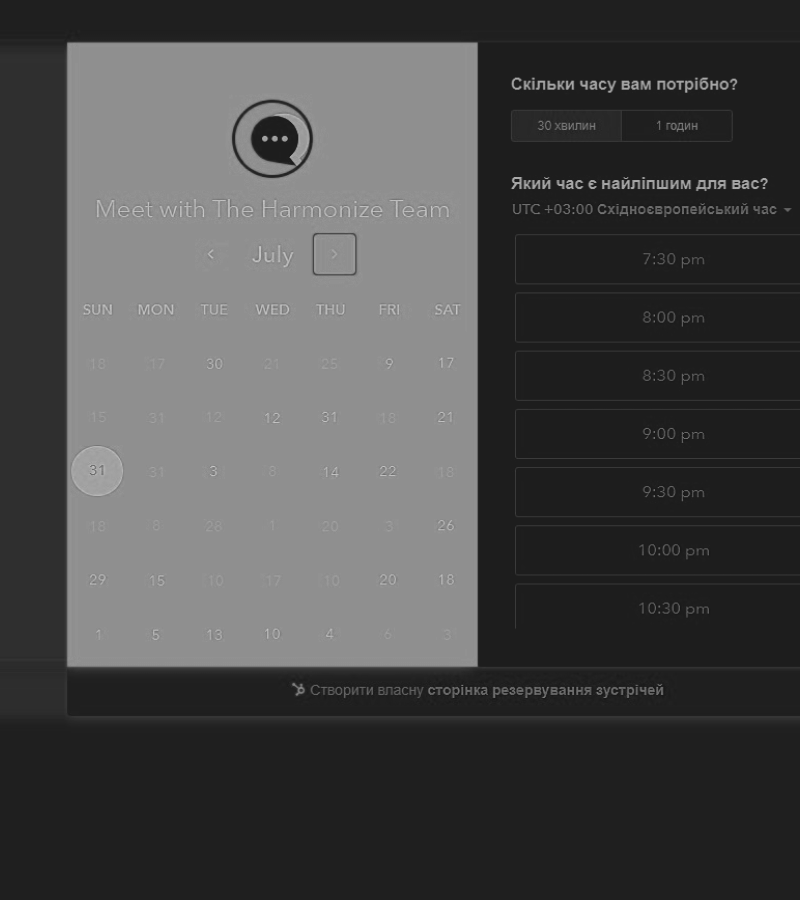 Meet with The Harmonize Team
July
SUN MON TUE WED THU FRI SAT
18 17 30 21 25 9 17
15 31 12 12 31 18 21
31 31 3 8 14 22 18
18 8 28 1 20 3 26
29 15 10 17 10 20 18
1 5 13 10 4 6 3
Скільки часу вам потрібно?
30 хвилин 1 годин
Який час є найліпшим для вас?
UTC +03:00 Східноєвропейський час
7:30 pm
8:00 pm
8:30 pm
9:00 pm
9:30 pm
10:00 pm
10:30 pm
Створити власну сторінка резервування зустрічей